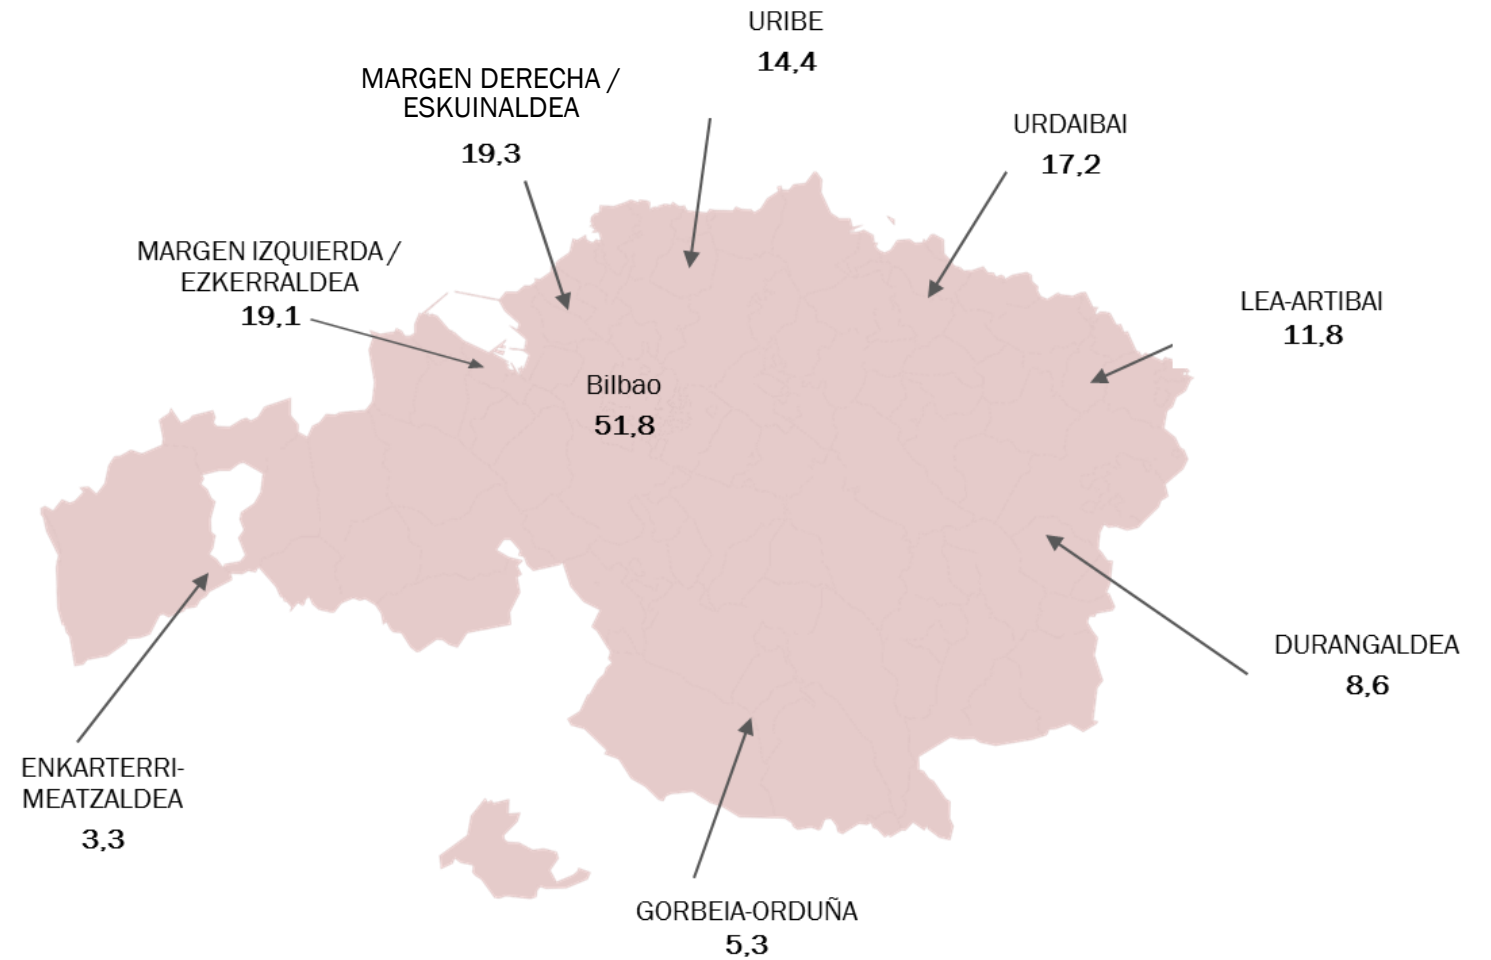 URIBE
14,4
MARGEN DERECHA /
ESKUINALDEA
19,3
URDAIBAI
17,2
MARGEN IZQUIERDA /
EZKERRALDEA
19,1
LEA-ARTIBAI
11,8
Bilbao
51,8
DURANGALDEA
8,6
ENKARTERRI-
MEATZALDEA
3,3
GORBEIA-ORDUÑA
5,3